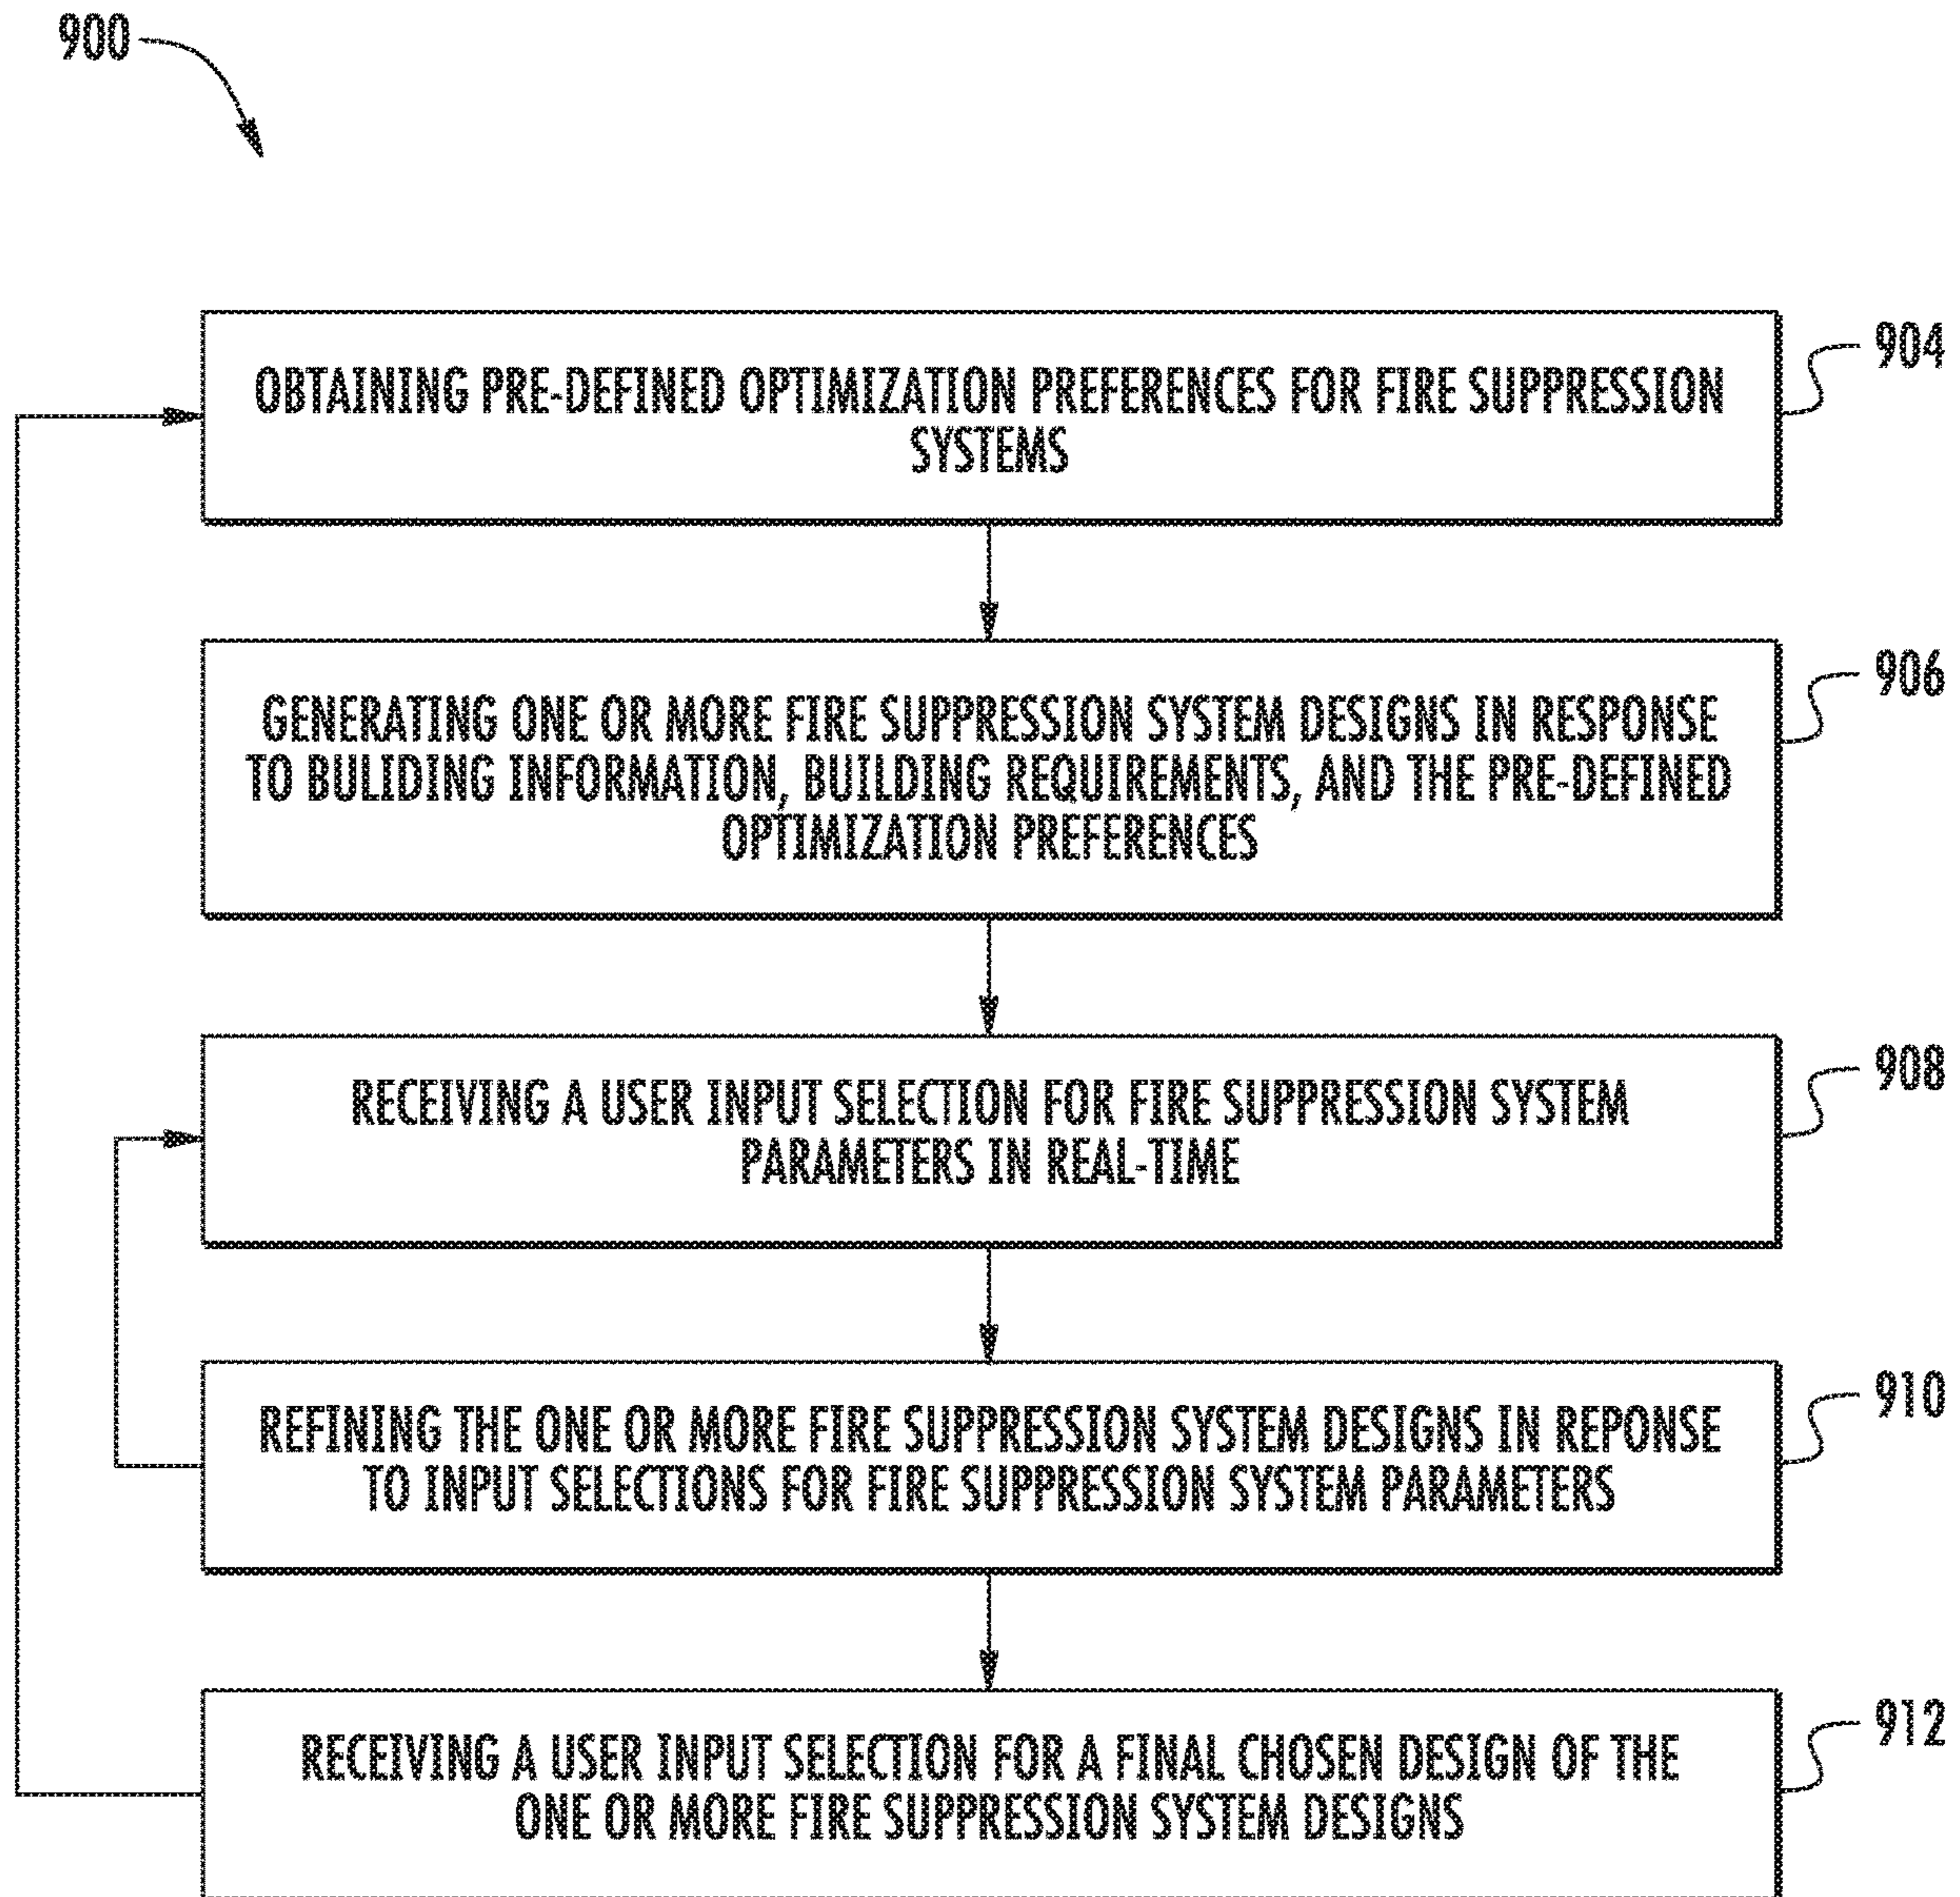 900
OBTAINING PRE-DEFINED OPTIMIZATION PREFERENCES FOR FIRE SUPPRESSION
SYSTEMS
904
GENERATING ONE OR MORE FIRE SUPPRESSION SYSTEM DESIGNS IN RESPONSE
TO BULIDING INFORMATION, BUILDING REQUIREMENTS, AND THE PRE-DEFINED
OPTIMIZATION PREFERENCES
906
RECEIVING A USER INPUT SELECTION FOR FIRE SUPPRESSION SYSTEM
PARAMETERS IN REAL-TIME
908
REFINING THE ONE OR MORE FIRE SUPPRESSION SYSTEM DESIGNS IN REPONSE
TO INPUT SELECTIONS FOR FIRE SUPPRESSION SYSTEM PARAMETERS
910
RECEIVING A USER INPUT SELECTION FOR A FINAL CHOSEN DESIGN OF THE
ONE OR MORE FIRE SUPPRESSION SYSTEM DESIGNS
912